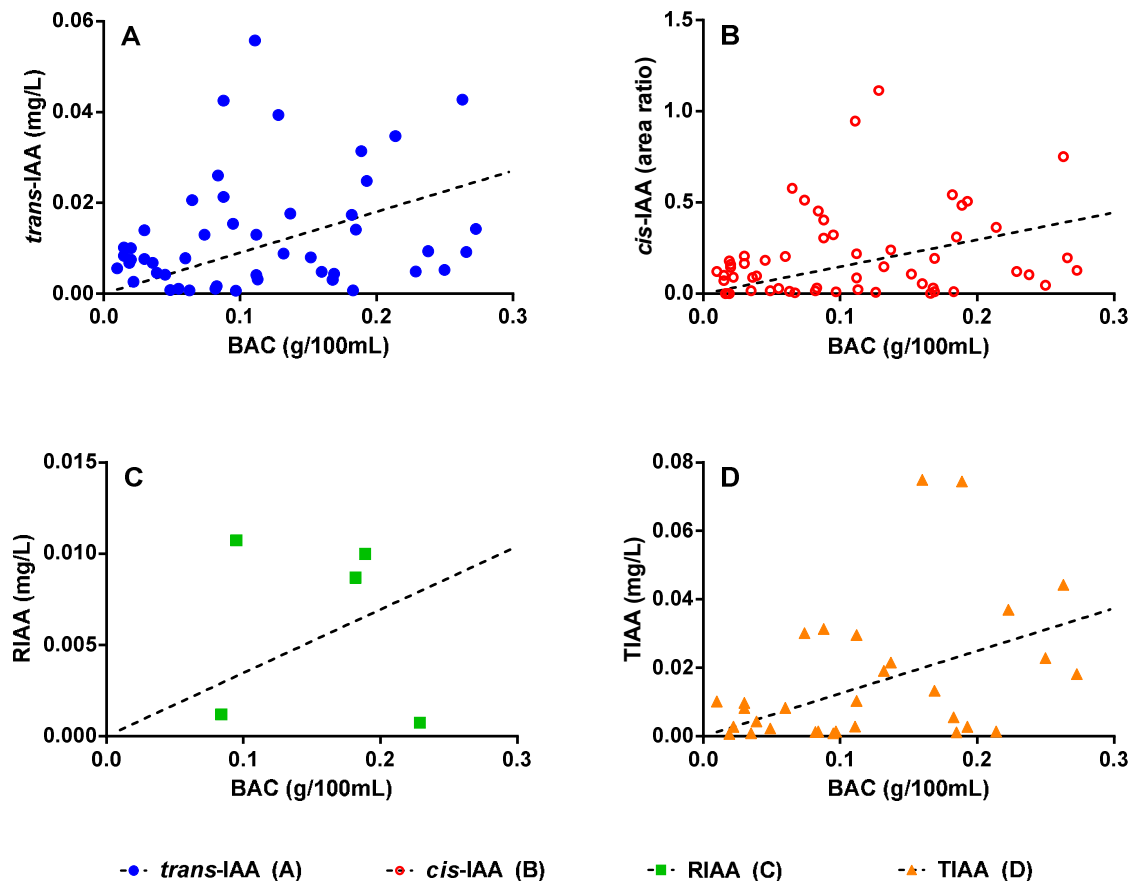 A
trans-IAA (mg/L)
0.06
0.04
0.02
0.00
0.0 0.1 0.2 0.3
BAC (g/100mL)
B
cis-IAA (area ratio)
1.5
1.0
0.5
0.0
0.0 0.1 0.2 0.3
BAC (g/100mL)
C
RIAA (mg/L)
0.015
0.010
0.005
0.000
0.0 0.1 0.2 0.3
BAC (g/100mL)
D
TIAA (mg/L)
0.08
0.06
0.04
0.02
0.00
0.0 0.1 0.2 0.3
BAC (g/100mL)
trans-IAA (A) cis-IAA (B) RIAA (C) TIAA (D)